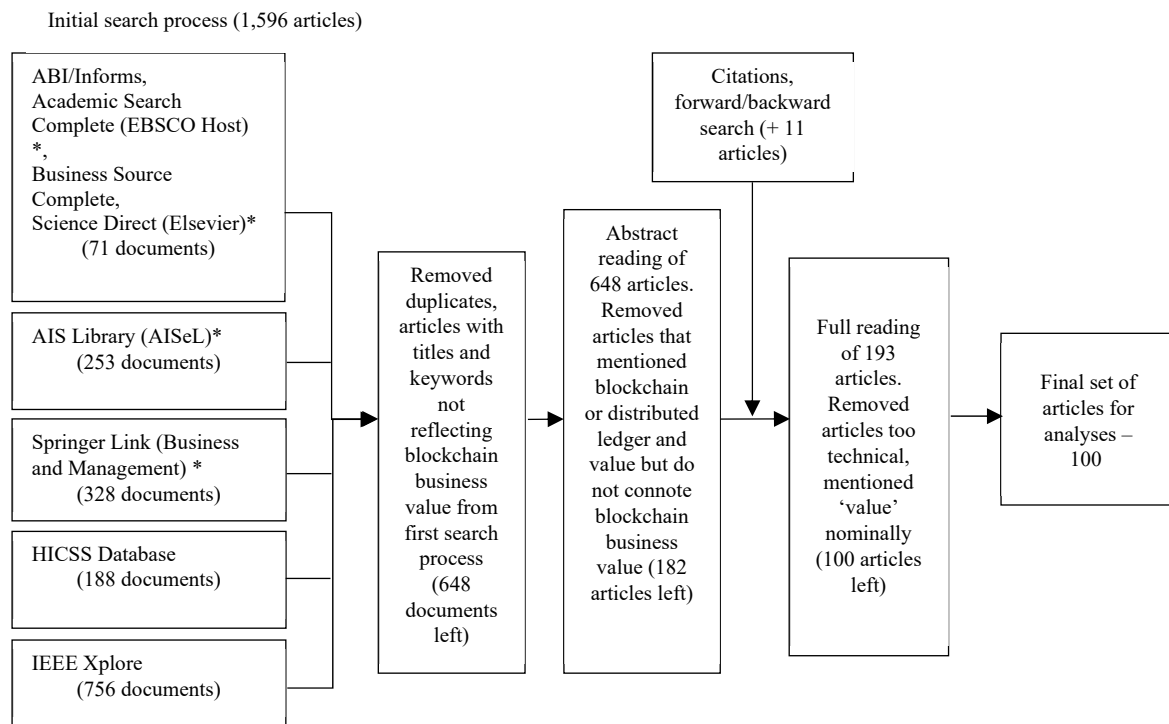 Initial search process (1,596 articles)
ABI/Informs,
Academic Search
Complete (EBSCO Host)
*,
Business Source
Complete,
Science Direct (Elsevier)*
(71 documents)
AIS Library (AISeL)*
(253 documents)
Springer Link (Business
and Management) *
(328 documents)
HICSS Database
(188 documents)
IEEE Xplore
(756 documents)
Removed
duplicates,
articles with
titles and
keywords
not
reflecting
blockchain
business
value from
first search
process
(648
documents
left)
Abstract
reading of
648 articles.
Removed
articles that
mentioned
blockchain
or distributed
ledger and
value but do
not connote
blockchain
business
value (182
articles left)
Citations,
forward/backward
search (+ 11
articles)
Full reading
of 193
articles.
Removed
articles too
technical,
mentioned
‘value’
nominally
(100 articles
left)
Final set of
articles for
analyses –
100